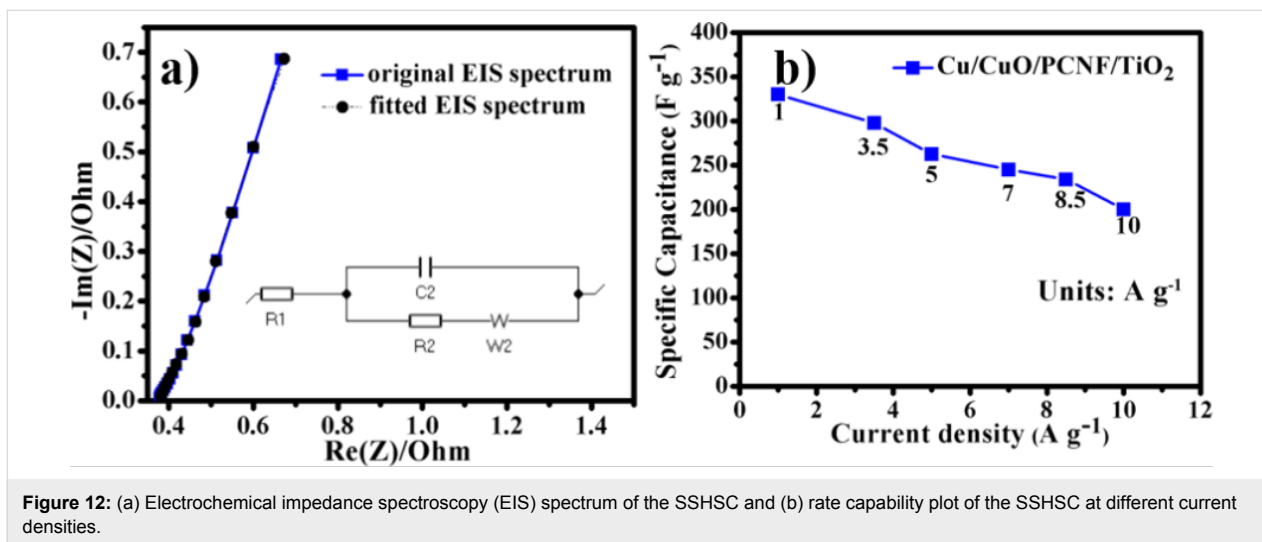 a)
original EIS spectrum
fitted EIS spectrum
-Im(Z)/Ohm
0.7
0.6
0.5
0.4
0.3
0.2
0.1
0.0
R1
C2
R2
W
W2
0.4 0.6 0.8 1.0 1.2 1.4
Re(Z)/Ohm
b)
Cu/CuO/PCNF/TiO₂
Specific Capacitance (F g⁻¹)
400
350
300
250
200
150
100
50
0
1
3.5
5
7
8.5
10
Units: A g⁻¹
0 2 4 6 8 10 12
Current density (A g⁻¹)
Figure 12: (a) Electrochemical impedance spectroscopy (EIS) spectrum of the SSHSC and (b) rate capability plot of the SSHSC at different current
densities.